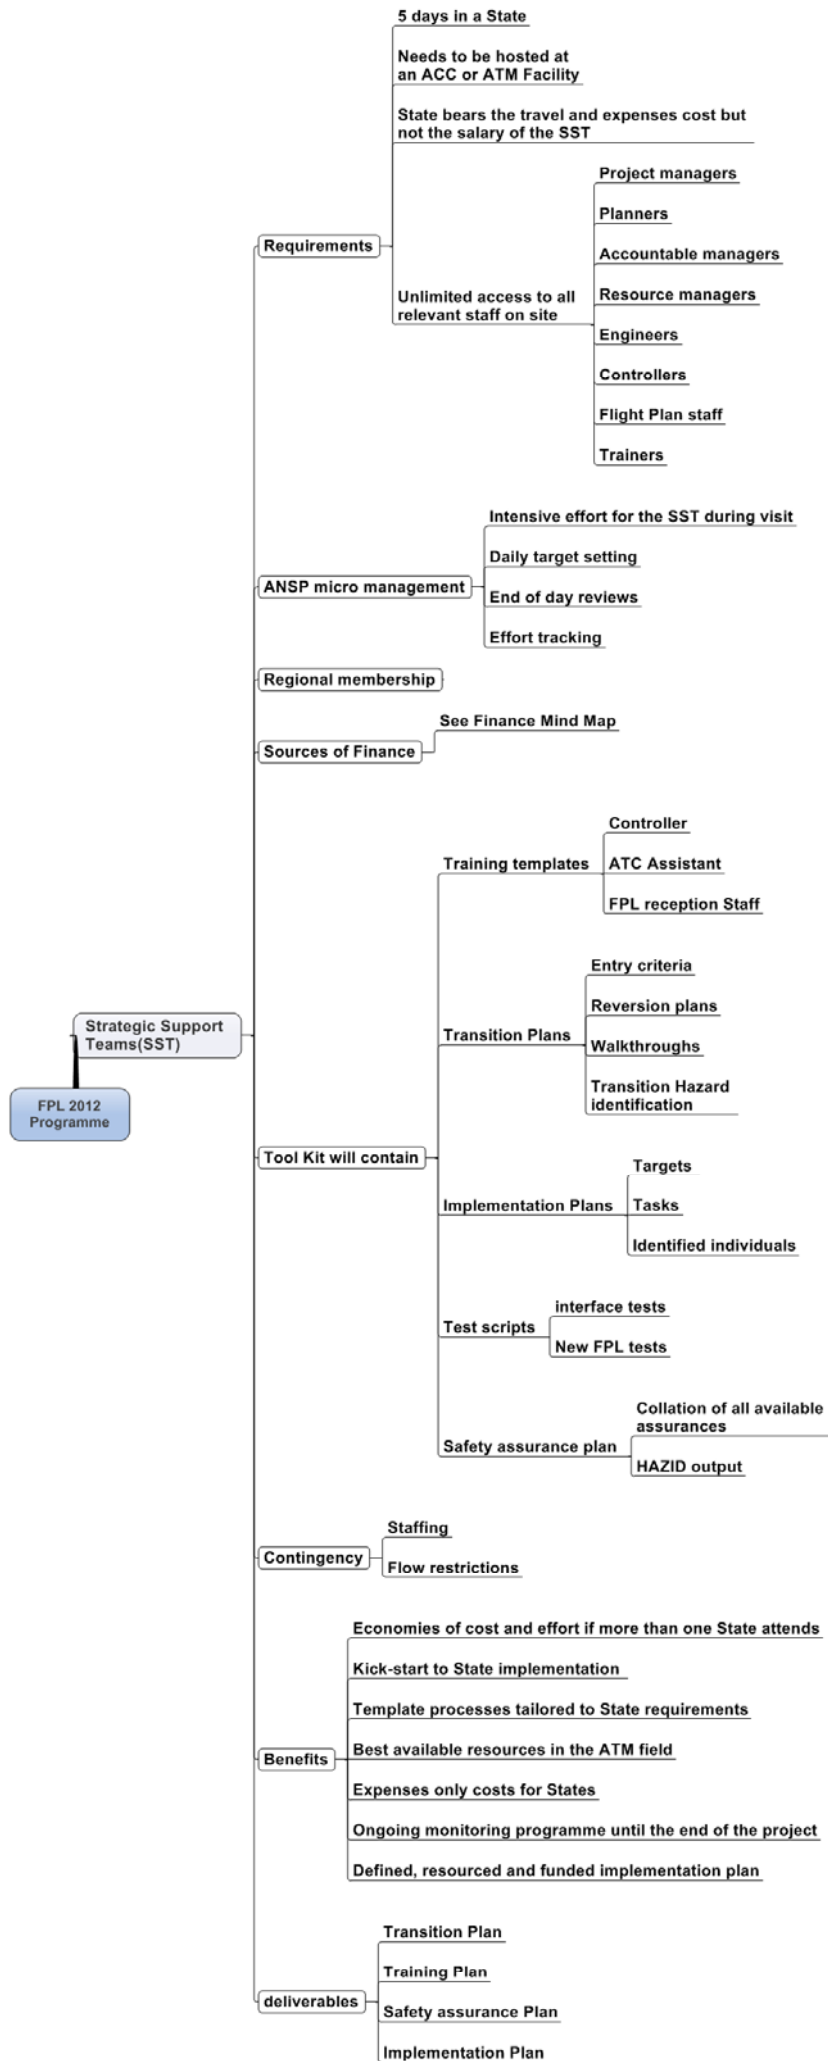 5 days in a State
Needs to be hosted at
an ACC or ATM Facility
State bears the travel and expenses cost but
not the salary of the SST
Project managers
Planners
Accountable managers
Requirements
Resource managers
Unlimited access to all
relevant staff on site
Engineers
Controllers
Flight Plan staff
Trainers
Intensive effort for the SST during visit
Daily target setting
ANSP micro management
End of day reviews
Effort tracking
Regional membership
See Finance Mind Map
Sources of Finance
Controller
Training templates
ATC Assistant
FPL reception Staff
Entry criteria
Reversion plans
Strategic Support
Teams(SST)
Transition Plans
Walkthroughs
Transition Hazard
identification
FPL 2012
Programme
Tool Kit will contain
Targets
Implementation Plans
Tasks
Identified individuals
interface tests
Test scripts
New FPL tests
Collation of all available
assurances
Safety assurance plan
HAZID output
Staffing
Contingency
Flow restrictions
Economies of cost and effort if more than one State attends
Kick-start to State implementation
Template processes tailored to State requirements
Benefits
Best available resources in the ATM field
Expenses only costs for States
Ongoing monitoring programme until the end of the project
Defined, resourced and funded implementation plan
Transition Plan
Training Plan
deliverables
Safety assurance Plan
Implementation Plan